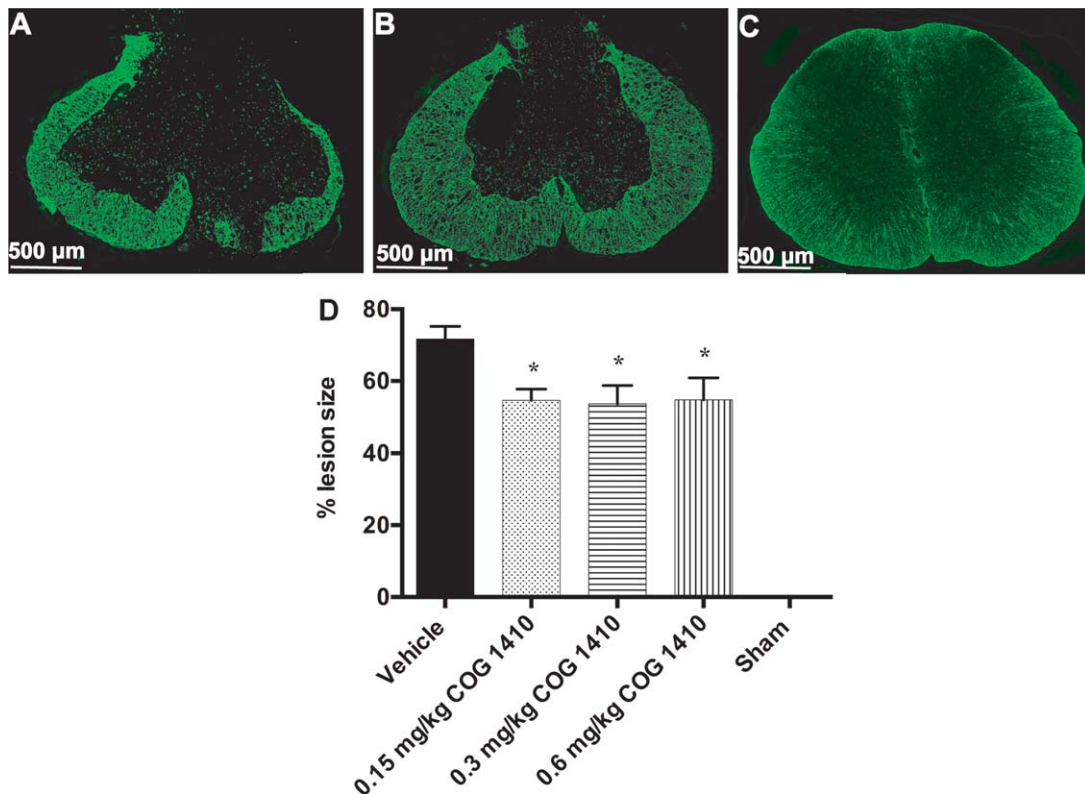 A
B
C
500 µm
500 µm
500 µm
D
80
60
40
20
0
% lesion size
*
*
*
Vehicle
0.15 mg/kg COG 1410
0.3 mg/kg COG 1410
0.6 mg/kg COG 1410
Sham